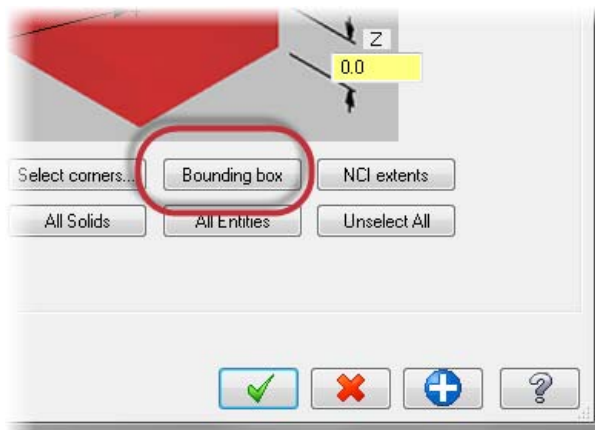 Z
0.0
Select corners... Bounding box NCI extents
All Solids All Entities Unselect All
?